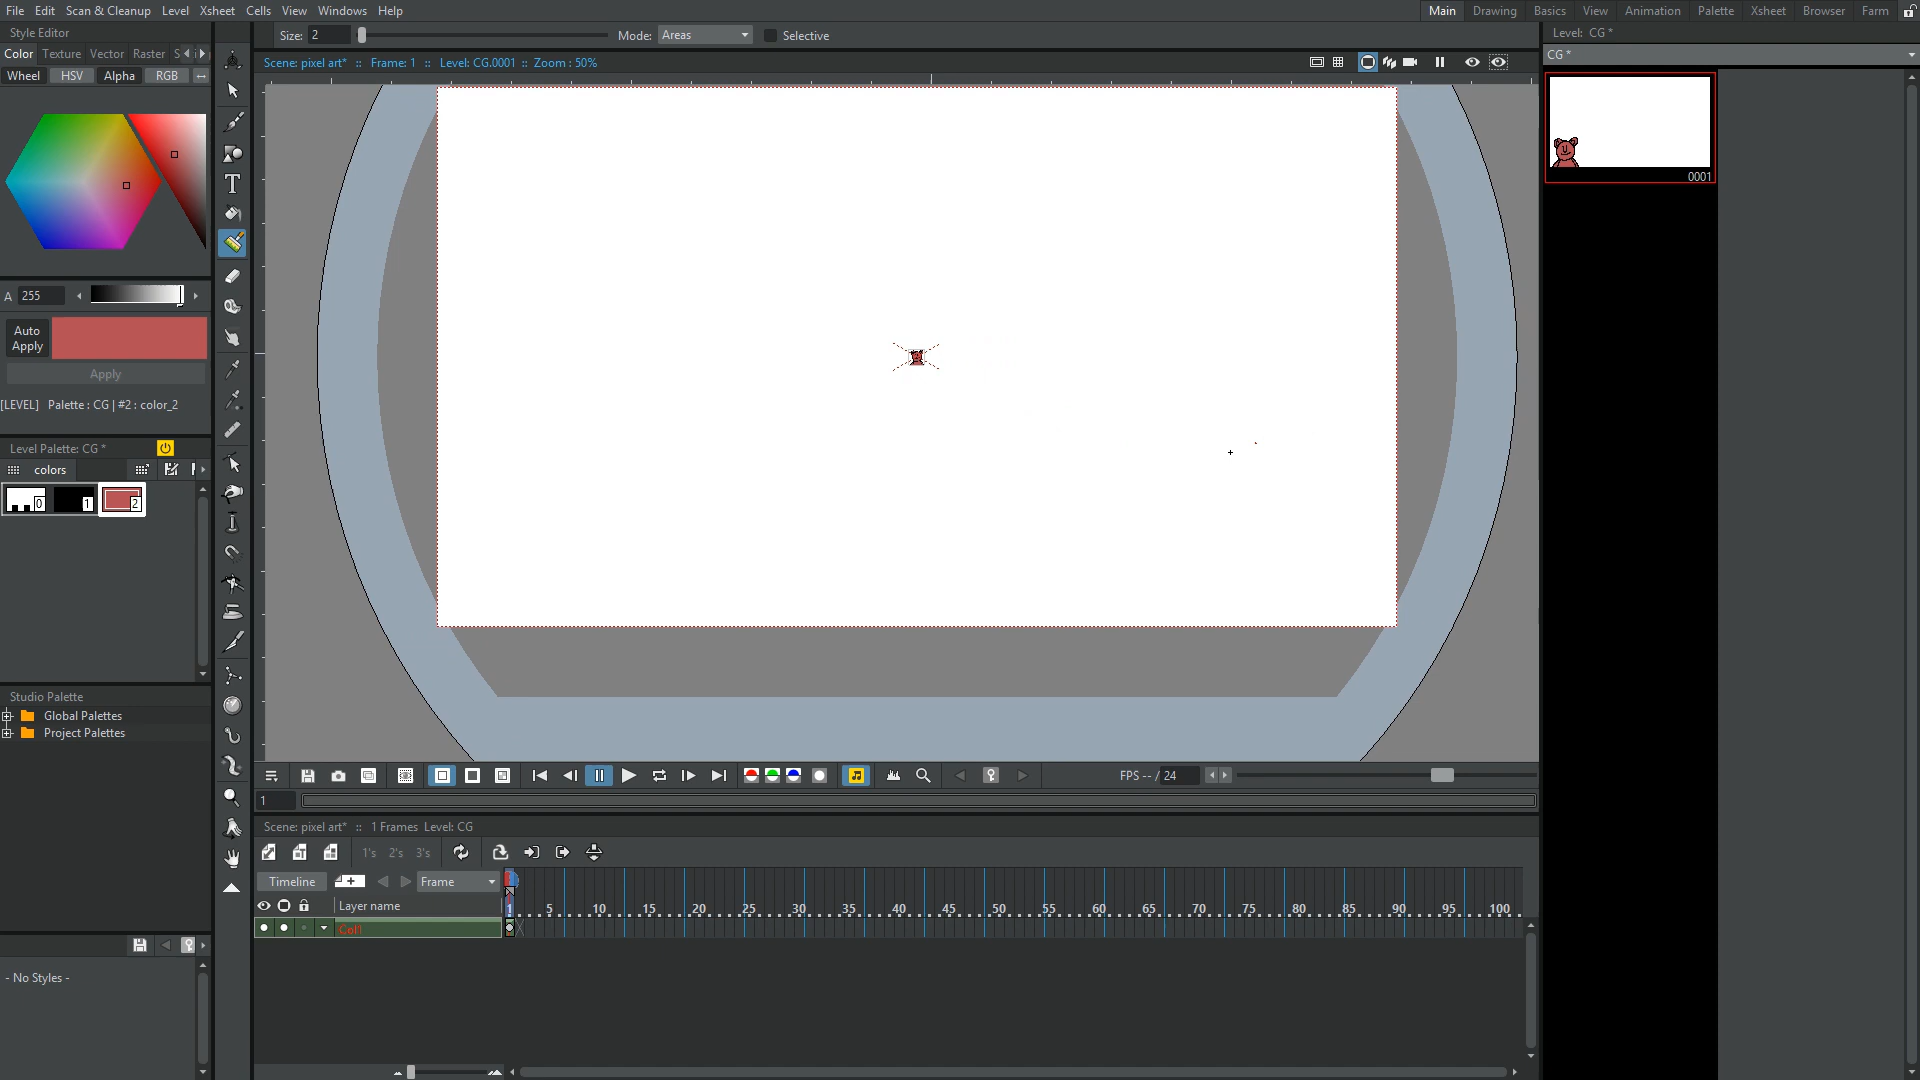 File Edit Scan & Cleanup Level Xsheet Cells View Windows Help
Main Drawing Basics View Animation Palette Xsheet Browser Farm
Style Editor
Color Texture Vector Raster S
Wheel HSV Alpha RGB
Size: 2 Mode: Areas Selective
Scene: pixel art* :: Frame: 1 :: Level: CG.0001 :: Zoom : 50%
Level: CG *
CG *
0001
A 255
Auto
Apply
Apply
[LEVEL] Palette : CG | #2 : color_2
Level Palette: CG *
colors
0 1 2
Studio Palette
Global Palettes
Project Palettes
- No Styles -
FPS -- / 24
1
Scene: pixel art* :: 1 Frames Level: CG
1's 2's 3's
Timeline Frame
Layer name
1 5 10 15 20 25 30 35 40 45 50 55 60 65 70 75 80 85 90 95 100
Col1